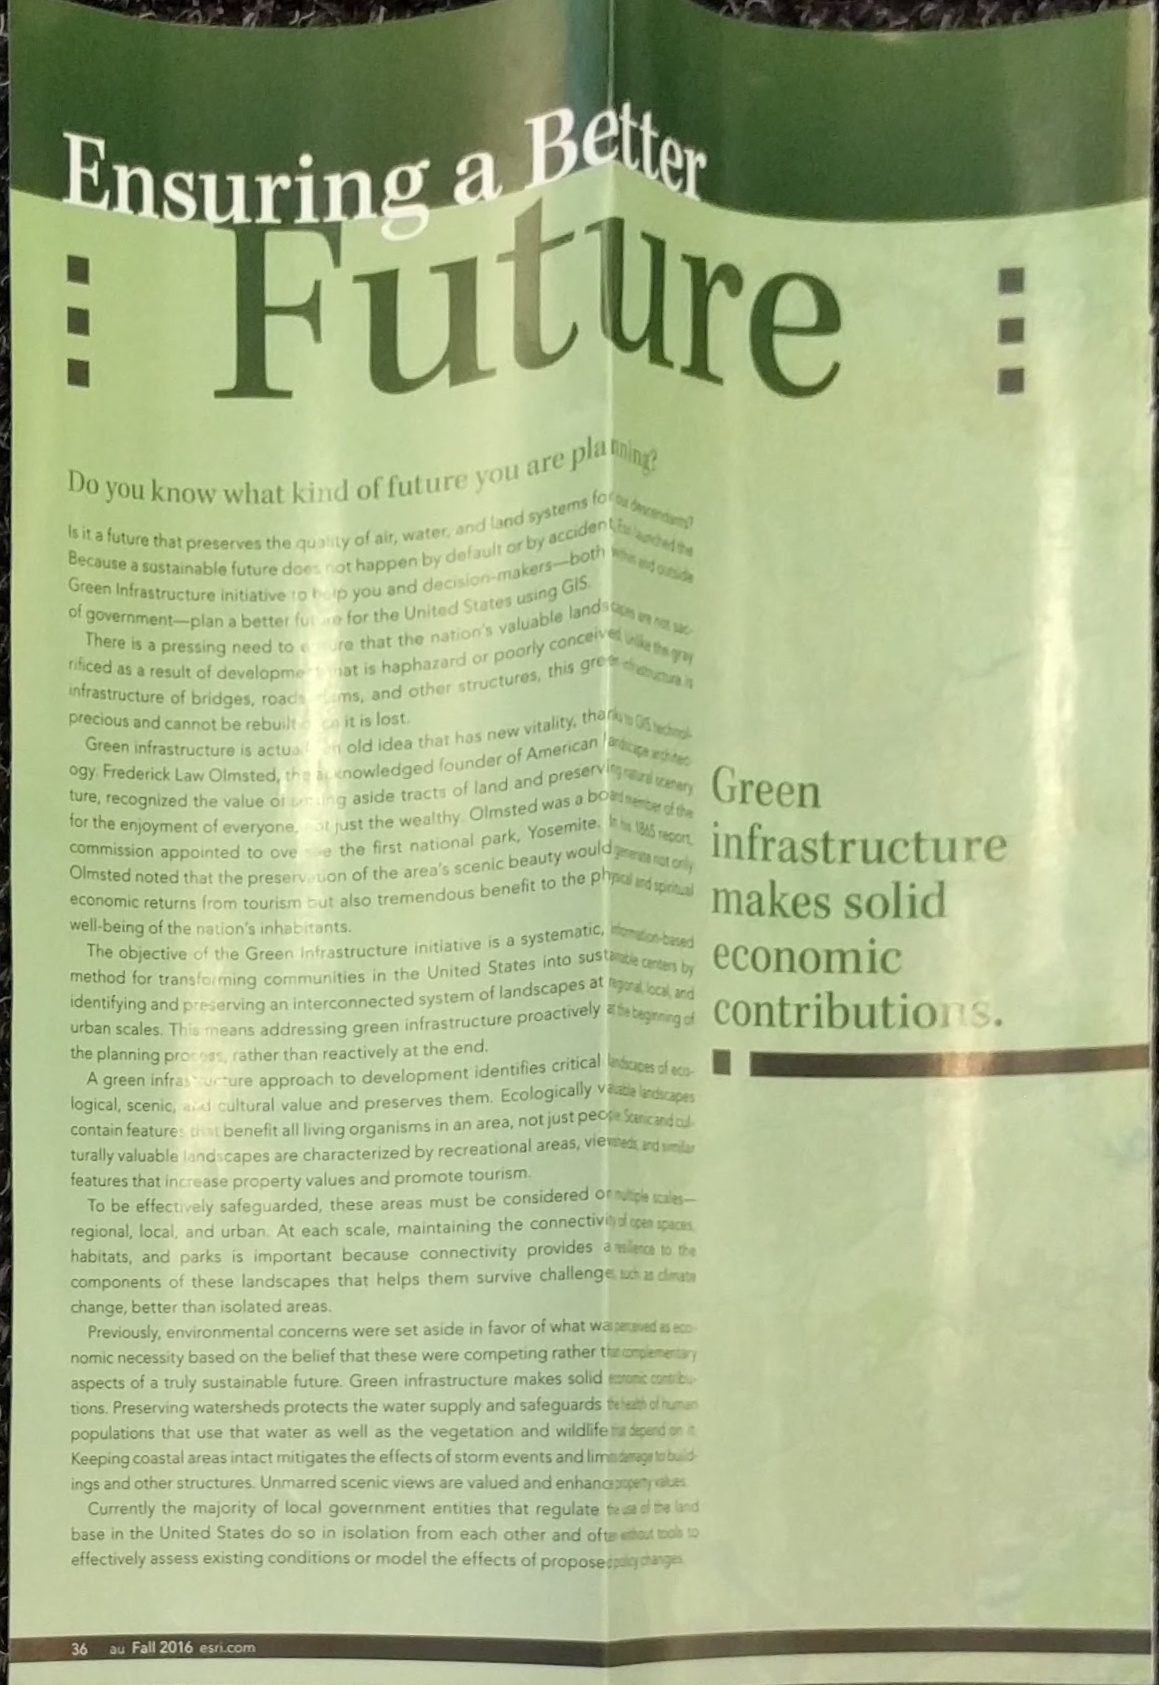 Ensuring a Better
Future
Do you know what kind of future you are planning?
Is it a future that preserves the quality of air, water, and land systems for our descendants?
Because a sustainable future does not happen by default or by accident, Esri launched the
Green Infrastructure initiative to help you and decision-makers—both within and outside
of government—plan a better future for the United States using GIS.
There is a pressing need to ensure that the nation's valuable landscapes are not sac-
rificed as a result of development that is haphazard or poorly conceived. Unlike the gray
infrastructure of bridges, roads, dams, and other structures, this green infrastructure is
precious and cannot be rebuilt once it is lost.
Green infrastructure is actually an old idea that has new vitality, thanks to GIS technol-
ogy. Frederick Law Olmsted, the acknowledged founder of American landscape architec-
ture, recognized the value of setting aside tracts of land and preserving natural scenery
for the enjoyment of everyone, not just the wealthy. Olmsted was a board member of the
commission appointed to oversee the first national park, Yosemite. In his 1865 report,
Olmsted noted that the preservation of the area's scenic beauty would generate not only
economic returns from tourism but also tremendous benefit to the physical and spiritual
well-being of the nation's inhabitants.
The objective of the Green Infrastructure initiative is a systematic, information-based
method for transforming communities in the United States into sustainable centers by
identifying and preserving an interconnected system of landscapes at regional, local, and
urban scales. This means addressing green infrastructure proactively at the beginning of
the planning process, rather than reactively at the end.
A green infrastructure approach to development identifies critical landscapes of eco-
logical, scenic, and cultural value and preserves them. Ecologically valuable landscapes
contain features that benefit all living organisms in an area, not just people. Scenic and cul-
turally valuable landscapes are characterized by recreational areas, viewsheds, and similar
features that increase property values and promote tourism.
To be effectively safeguarded, these areas must be considered on multiple scales—
regional, local, and urban. At each scale, maintaining the connectivity of open spaces,
habitats, and parks is important because connectivity provides a resilience to the
components of these landscapes that helps them survive challenges, such as climate
change, better than isolated areas.
Previously, environmental concerns were set aside in favor of what was perceived as eco-
nomic necessity based on the belief that these were competing rather than complementary
aspects of a truly sustainable future. Green infrastructure makes solid economic contribu-
tions. Preserving watersheds protects the water supply and safeguards the health of human
populations that use that water as well as the vegetation and wildlife that depend on it.
Keeping coastal areas intact mitigates the effects of storm events and limits damage to build-
ings and other structures. Unmarred scenic views are valued and enhance property values.
Currently the majority of local government entities that regulate the use of the land
base in the United States do so in isolation from each other and often without tools to
effectively assess existing conditions or model the effects of proposed policy changes.
Green
infrastructure
makes solid
economic
contributions.
36 au Fall 2016 esri.com